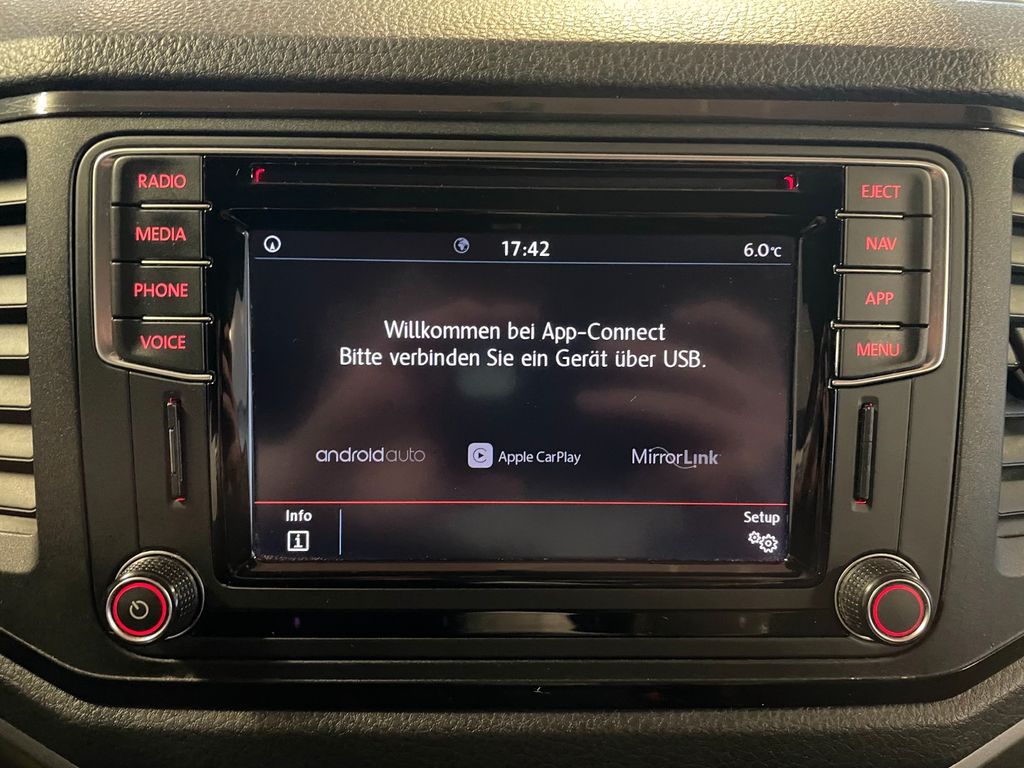 RADIO
MEDIA
PHONE
VOICE
EJECT
NAV
APP
MENU
17:42
6.0°C
Willkommen bei App-Connect
Bitte verbinden Sie ein Gerät über USB.
androidauto
Apple CarPlay
MirrorLink
Info
Setup